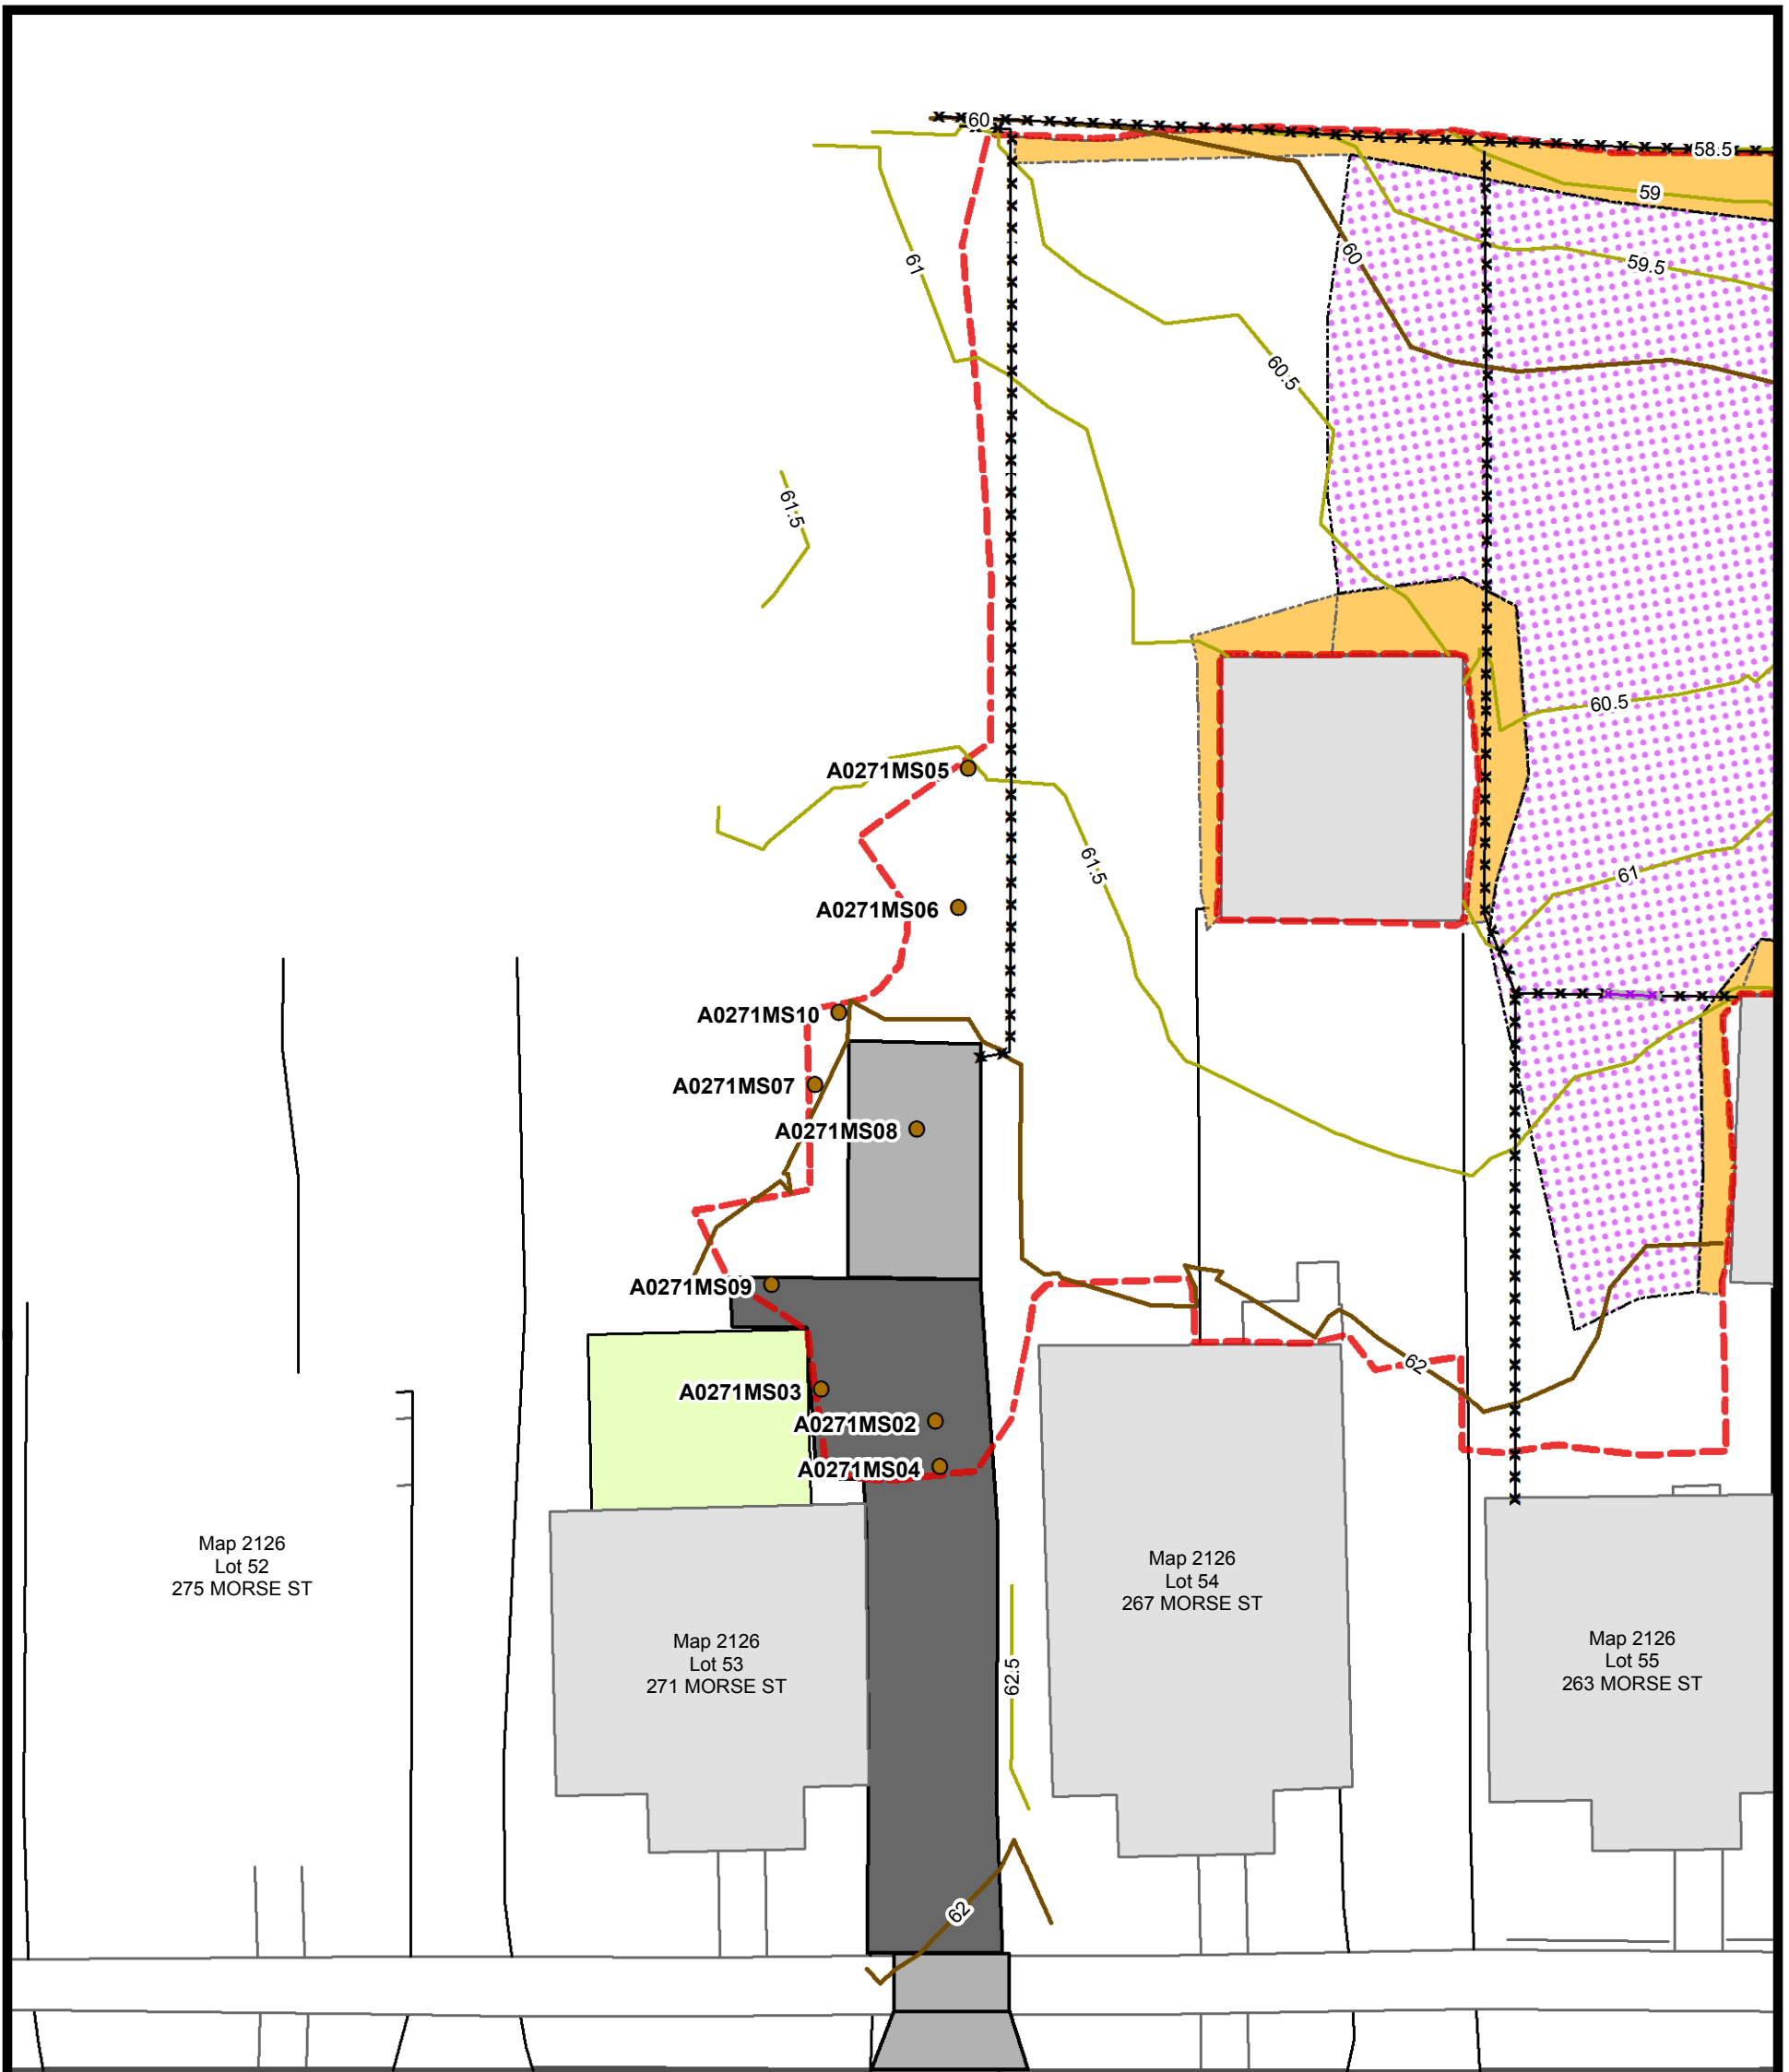 60
58.5
59
61
60
59.5
60.5
61.5
60.5
A0271MS05
61.5
61
A0271MS06
A0271MS10
A0271MS07
A0271MS08
A0271MS09
62
A0271MS03
A0271MS02
A0271MS04
Map 2126
Lot 52
275 MORSE ST
Map 2126
Lot 54
267 MORSE ST
Map 2126
Lot 53
271 MORSE ST
62.5
Map 2126
Lot 55
263 MORSE ST
62